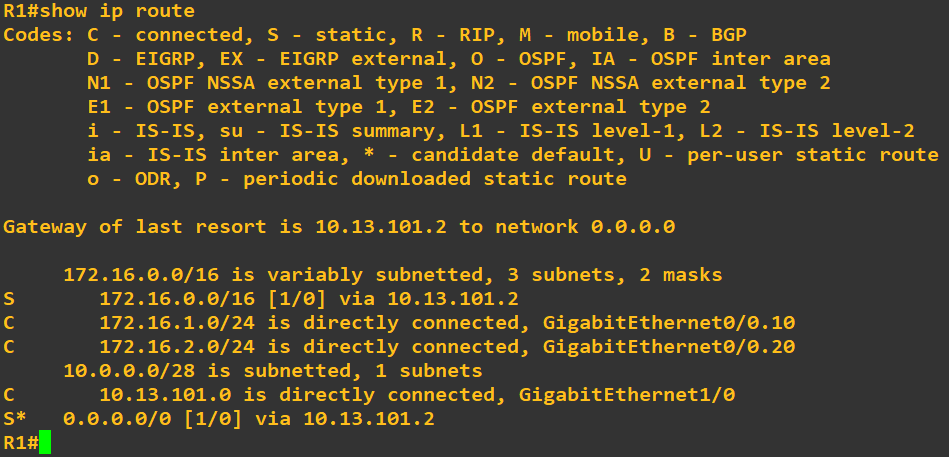 R1#show ip route
Codes: C - connected, S - static, R - RIP, M - mobile, B - BGP
       D - EIGRP, EX - EIGRP external, O - OSPF, IA - OSPF inter area
       N1 - OSPF NSSA external type 1, N2 - OSPF NSSA external type 2
       E1 - OSPF external type 1, E2 - OSPF external type 2
       i - IS-IS, su - IS-IS summary, L1 - IS-IS level-1, L2 - IS-IS level-2
       ia - IS-IS inter area, * - candidate default, U - per-user static route
       o - ODR, P - periodic downloaded static route

Gateway of last resort is 10.13.101.2 to network 0.0.0.0

     172.16.0.0/16 is variably subnetted, 3 subnets, 2 masks
S       172.16.0.0/16 [1/0] via 10.13.101.2
C       172.16.1.0/24 is directly connected, GigabitEthernet0/0.10
C       172.16.2.0/24 is directly connected, GigabitEthernet0/0.20
     10.0.0.0/28 is subnetted, 1 subnets
C       10.13.101.0 is directly connected, GigabitEthernet1/0
S*   0.0.0.0/0 [1/0] via 10.13.101.2
R1#